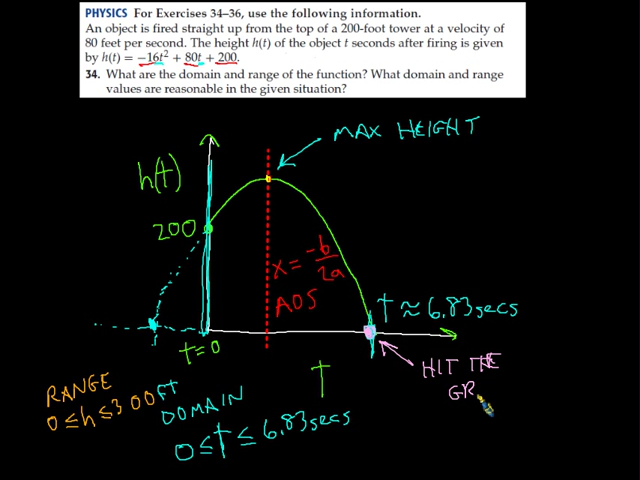 PHYSICS For Exercises 34–36, use the following information.
An object is fired straight up from the top of a 200-foot tower at a velocity of
80 feet per second. The height h(t) of the object t seconds after firing is given
by h(t) = −16t² + 80t + 200.
34. What are the domain and range of the function? What domain and range
values are reasonable in the given situation?
MAX HEIGHT
h(t)
200
x = -b/2a
AOS
t ≈ 6.83secs
t=0
t
HIT THE
GR
RANGE
0 ≤ h ≤ 300 FT
DOMAIN
0 ≤ t ≤ 6.83secs